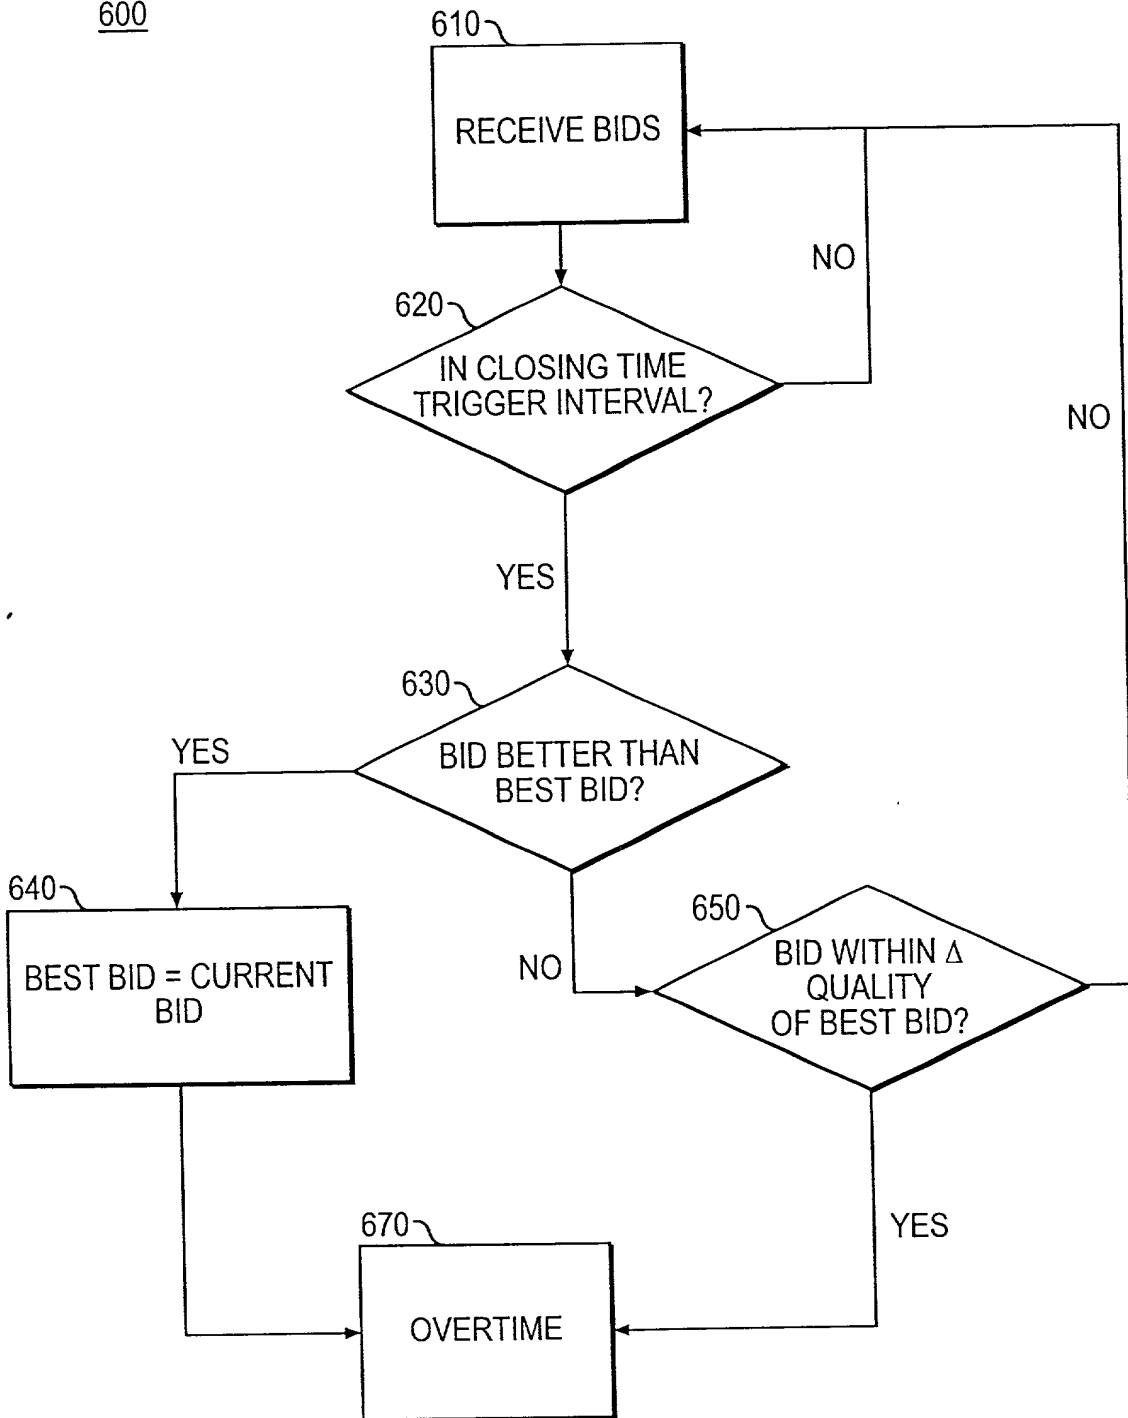 600
610
RECEIVE BIDS
NO
620
IN CLOSING TIME
TRIGGER INTERVAL?
NO
YES
630
YES
BID BETTER THAN
BEST BID?
640
650
BEST BID = CURRENT
BID
NO
BID WITHIN Δ
QUALITY
OF BEST BID?
670
YES
OVERTIME